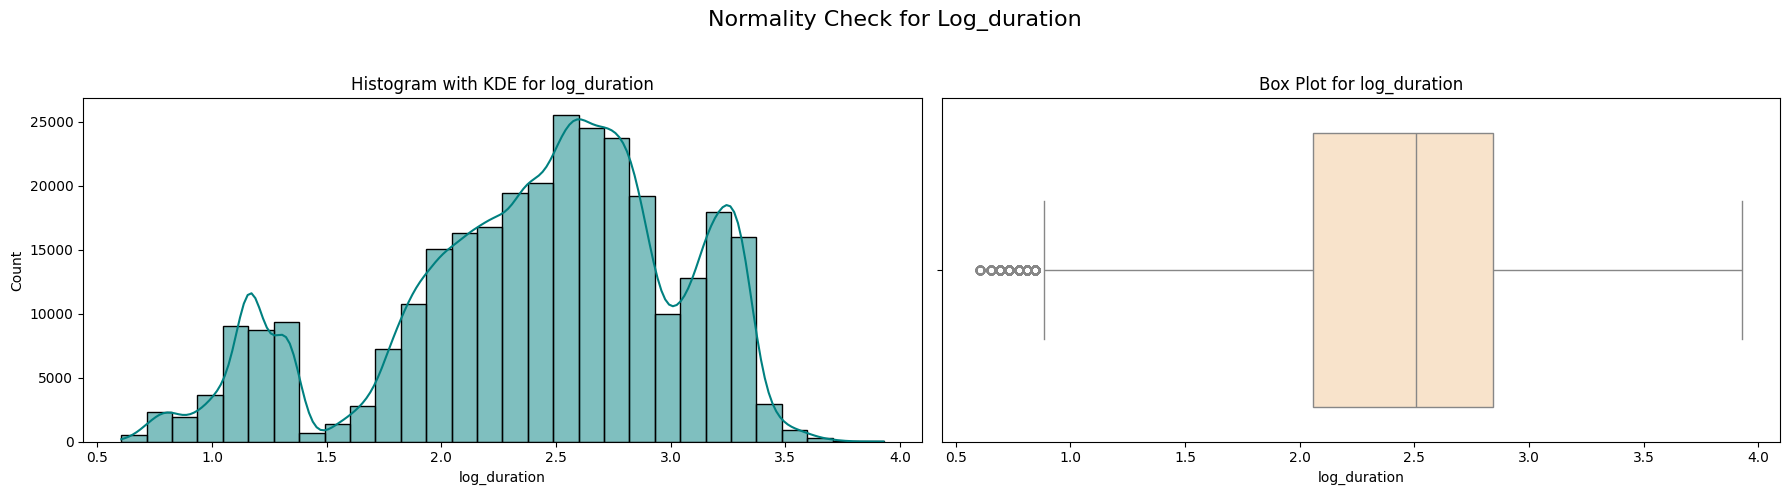 Normality Check for Log_duration
Histogram with KDE for log_duration
Count
25000
20000
15000
10000
5000
0
0.5 1.0 1.5 2.0 2.5 3.0 3.5 4.0
log_duration
Box Plot for log_duration
0.5 1.0 1.5 2.0 2.5 3.0 3.5 4.0
log_duration